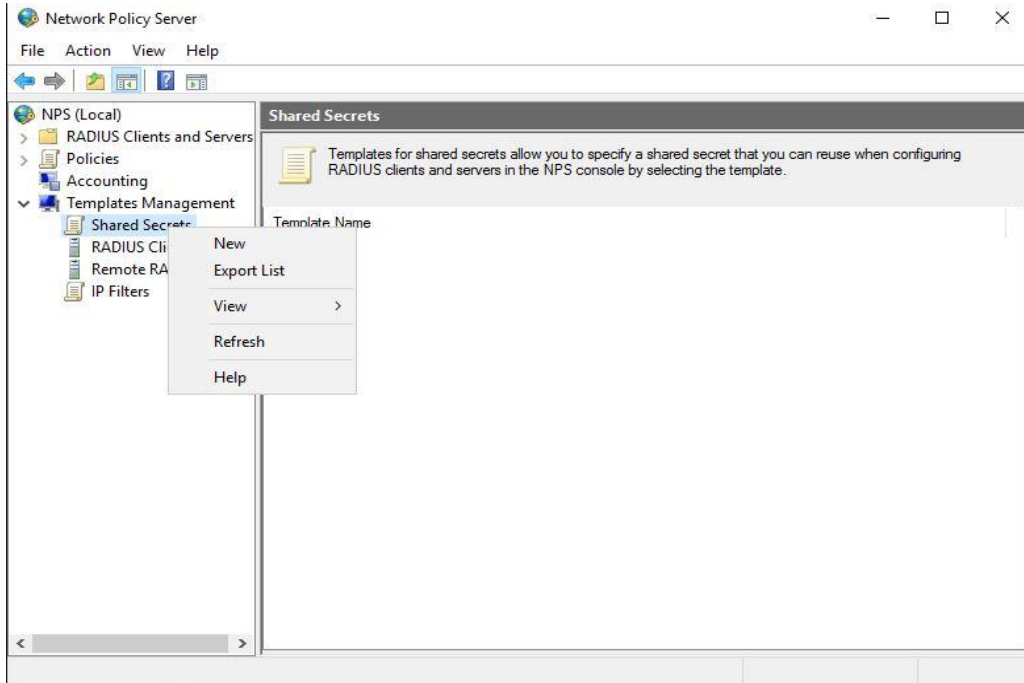 Network Policy Server
File Action View Help
NPS (Local)
RADIUS Clients and Servers
Policies
Accounting
Templates Management
Shared Secrets
RADIUS Cli
Remote RA
IP Filters
New
Export List
View
Refresh
Help
Shared Secrets
Templates for shared secrets allow you to specify a shared secret that you can reuse when configuring
RADIUS clients and servers in the NPS console by selecting the template.
Template Name